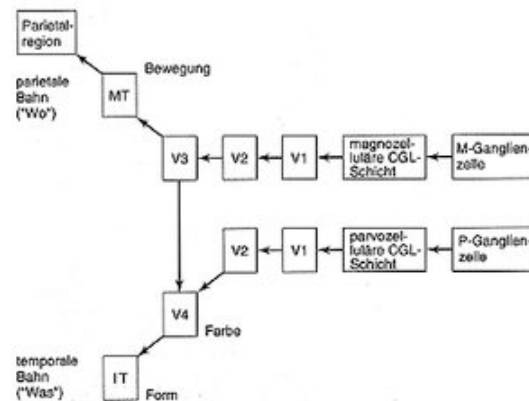 Parietal-
region
parietale
Bahn
("Wo")
Bewegung
MT
V3
V2
V1
magnozel-
luläre CGL-
Schicht
M-Ganglien-
zelle
V2
V1
parvozel-
luläre CGL-
Schicht
P-Ganglien-
zelle
V4
Farbe
temporale
Bahn
("Was")
IT
Form